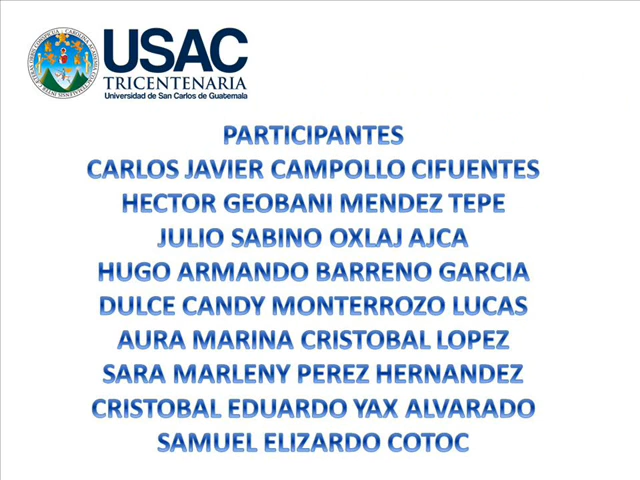 USAC
TRICENTENARIA
Universidad de San Carlos de Guatemala
PARTICIPANTES
CARLOS JAVIER CAMPOLLO CIFUENTES
HECTOR GEOBANI MENDEZ TEPE
JULIO SABINO OXLAJ AJCA
HUGO ARMANDO BARRENO GARCIA
DULCE CANDY MONTERROZO LUCAS
AURA MARINA CRISTOBAL LOPEZ
SARA MARLENY PEREZ HERNANDEZ
CRISTOBAL EDUARDO YAX ALVARADO
SAMUEL ELIZARDO COTOC